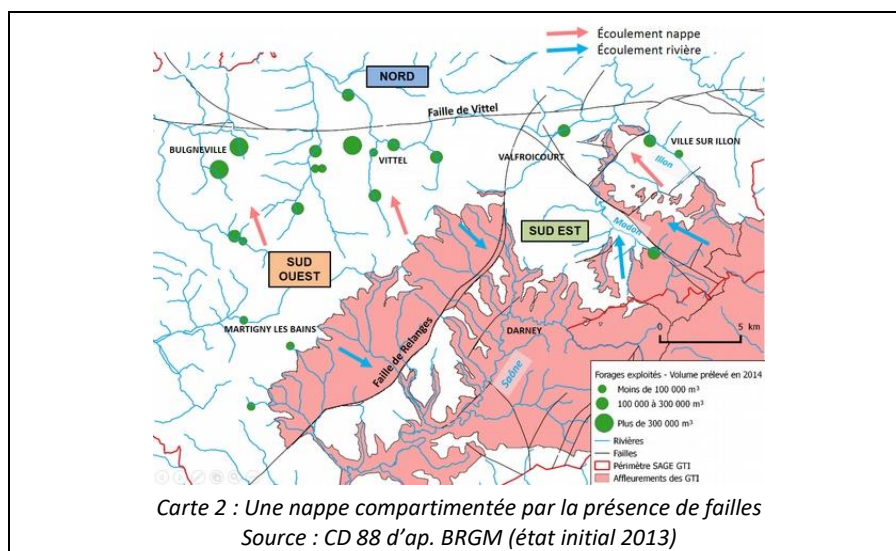 Écoulement nappe
Écoulement rivière
NORD
Faille de Vittel
BULGNEVILLE
VITTEL
VALFROICOURT
VILLE SUR ILLON
Illon
Madon
SUD EST
SUD
OUEST
MARTIGNY LES BAINS
Faille de Relanges
DARNEY
Saône
0 5 km
Forages exploités - Volume prélevé en 2014
Moins de 100 000 m³
100 000 à 300 000 m³
Plus de 300 000 m³
Rivières
Failles
Périmètre SAGE GTI
Affleurements des GTI
Carte 2 : Une nappe compartimentée par la présence de failles
Source : CD 88 d’ap. BRGM (état initial 2013)